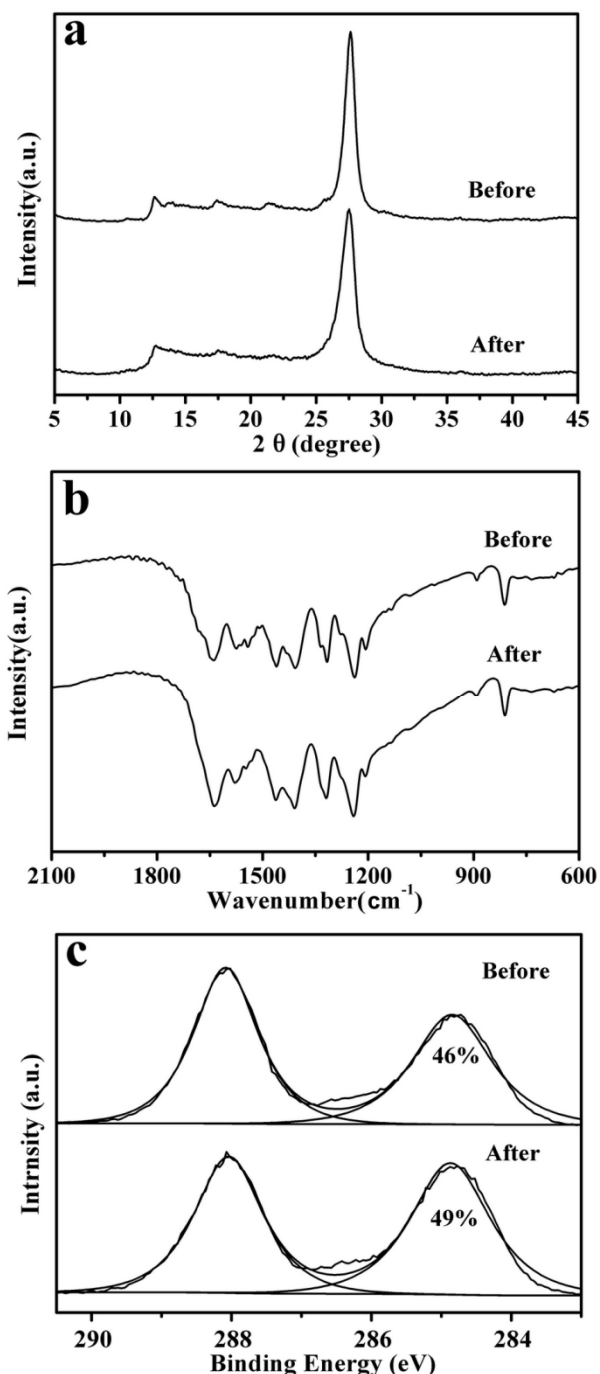 a
Intensity(a.u.)
Before
After
5 10 15 20 25 30 35 40 45
2 θ (degree)
b
Intensity(a.u.)
Before
After
2100 1800 1500 1200 900 600
Wavenumber(cm-1)
c
Intrnsity (a.u.)
Before
46%
After
49%
290 288 286 284
Binding Energy (eV)